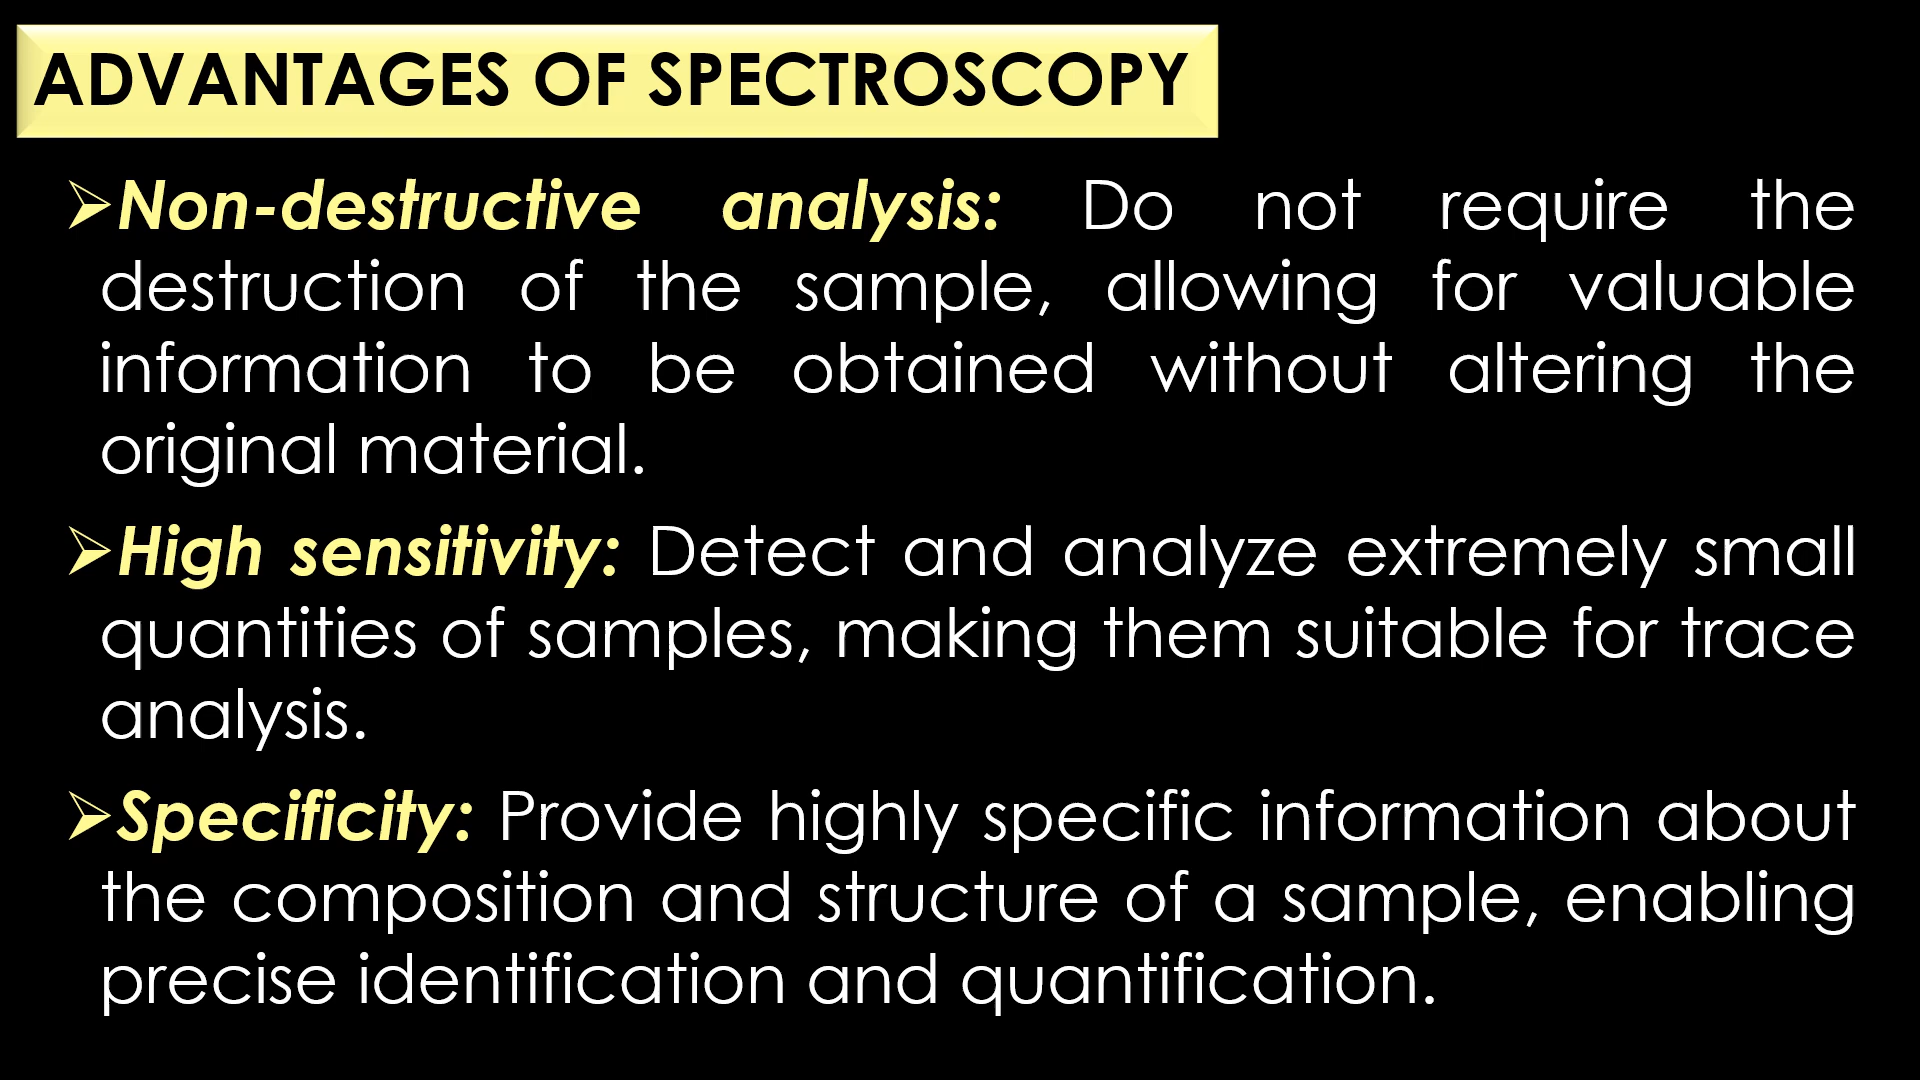 ADVANTAGES OF SPECTROSCOPY
➢Non-destructive analysis: Do not require the
destruction of the sample, allowing for valuable
information to be obtained without altering the
original material.
➢High sensitivity: Detect and analyze extremely small
quantities of samples, making them suitable for trace
analysis.
➢Specificity: Provide highly specific information about
the composition and structure of a sample, enabling
precise identification and quantification.